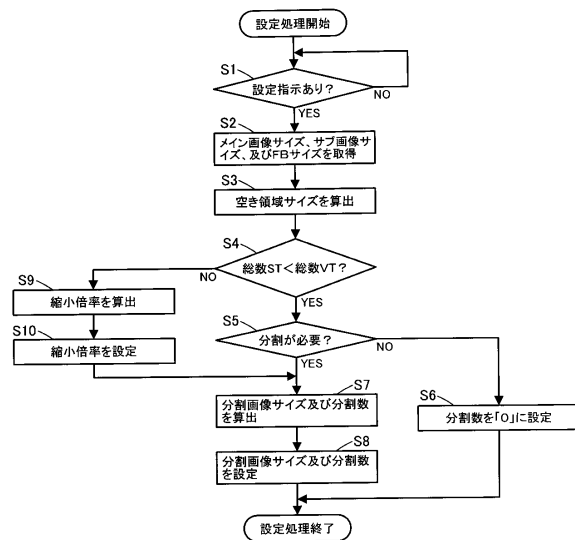 設定処理開始
S1
設定指示あり?
NO
YES
S2
メイン画像サイズ、サブ画像サ
イズ、及びFBサイズを取得
S3
空き領域サイズを算出
S4
総数ST<総数VT?
NO
YES
S9
縮小倍率を算出
S10
縮小倍率を設定
S5
分割が必要?
NO
YES
S7
分割画像サイズ及び分割数
を算出
S6
分割数を「0」に設定
S8
分割画像サイズ及び分割数
を設定
設定処理終了